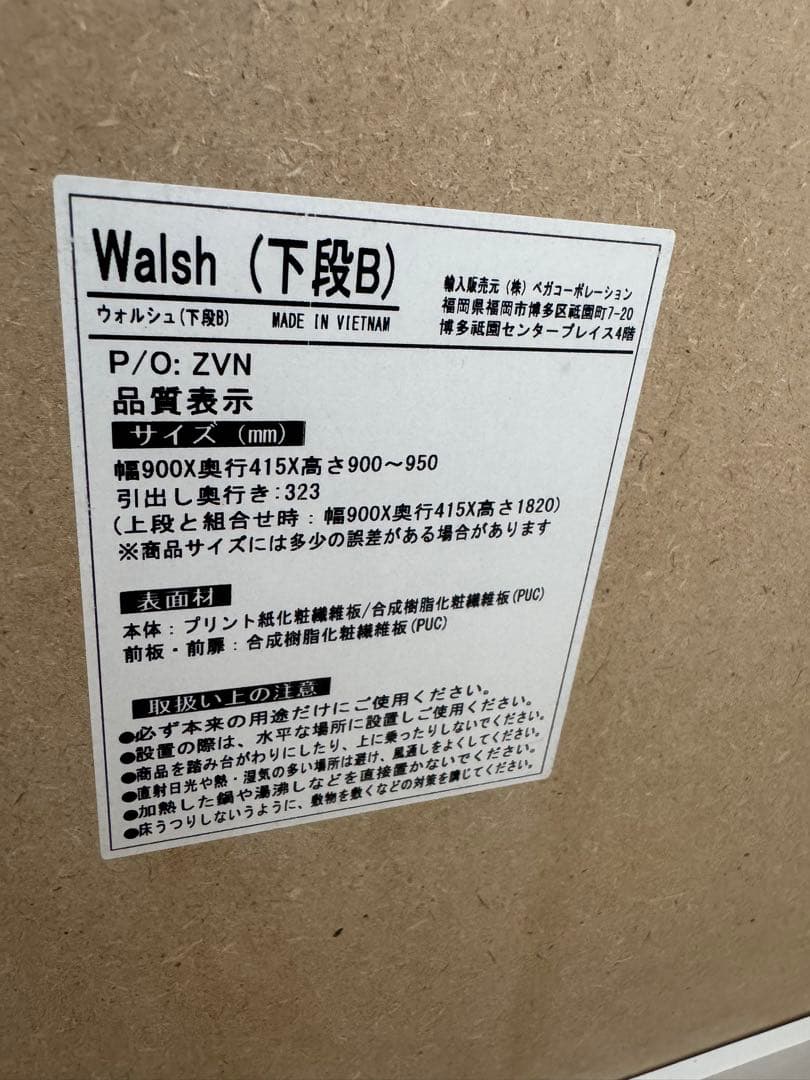 Walsh (下段B)
ウォルシュ(下段B) MADE IN VIETNAM
輸入販売元 (株) ベガコーポレーション
福岡県福岡市博多区祇園町7-20
博多祇園センタープレイス4階
P/O: ZVN
品質表示
サイズ (mm)
幅900X奥行415X高さ900～950
引出し奥行き:323
(上段と組合せ時：幅900X奥行415X高さ1820)
※商品サイズには多少の誤差がある場合があります
表面材
本体：プリント紙化粧繊維板/合成樹脂化粧繊維板(PUC)
前板・前扉：合成樹脂化粧繊維板(PUC)
取扱い上の注意
●必ず本来の用途だけにご使用ください。
●設置の際は、水平な場所に設置しご使用ください。
●商品を踏み台がわりにしたり、上に乗ったりしないでください。
●直射日光や熱・湿気の多い場所は避け、風通しをよくしてください。
●加熱した鍋や湯沸しなどを直接置かないでください。
●床うつりしないうように、敷物を敷くなどの対策を講じてください。